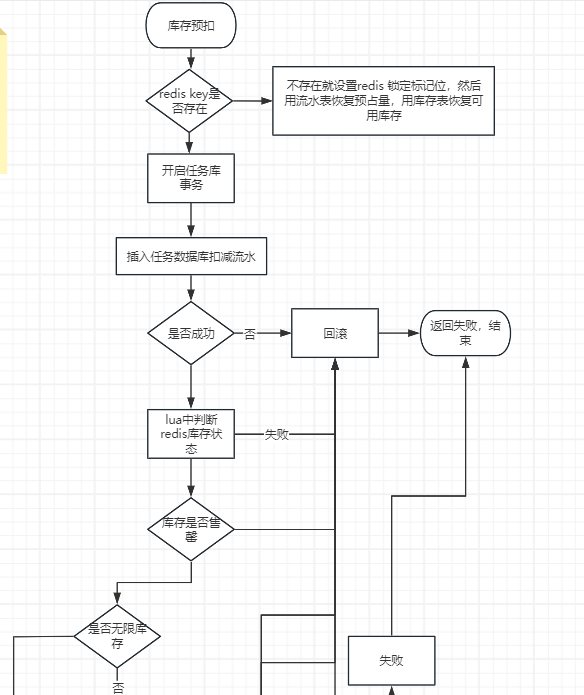 库存预扣
redis key是
否存在
不存在就设置redis 锁定标记位，然后
用流水表恢复预占量，用库存表恢复可
用库存
开启任务库
事务
插入任务数据库扣减流水
是否成功
否
回滚
返回失败，结
束
lua中判断
redis库存状
态
失败
库存是否售
罄
是否无限库
存
失败
否